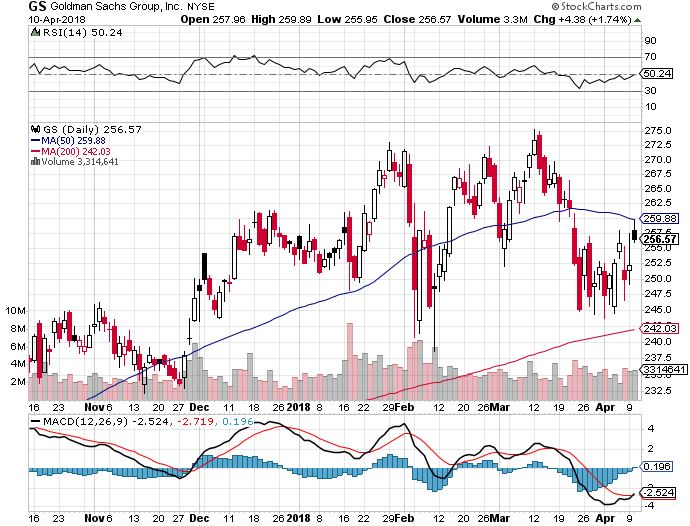 GS Goldman Sachs Group, Inc. NYSE © StockCharts.com
10-Apr-2018 Open 257.96 High 259.89 Low 255.95 Close 256.57 Volume 3.3M Chg +4.38 (+1.74%)
RSI(14) 50.24
90
70
50.24
30
10
GS (Daily) 256.57
MA(50) 259.88
MA(200) 242.03
Volume 3,314,641
275.0
272.5
270.0
267.5
265.0
262.5
259.88
257.5
256.57
255.0
252.5
250.0
247.5
245.0
242.03
240.0
237.5
235.0
3314641
232.5
10M
8M
6M
4M
2M
16 23 Nov 6 13 20 27 Dec 11 18 26 2018 8 16 22 Feb 12 20 26 Mar 12 19 26 Apr 9
MACD(12,26,9) -2.524, -2.719, 0.196
4
2
0.196
-2.524
-4
16 23 Nov 6 13 20 27 Dec 11 18 26 2018 8 16 22 Feb 12 20 26 Mar 12 19 26 Apr 9